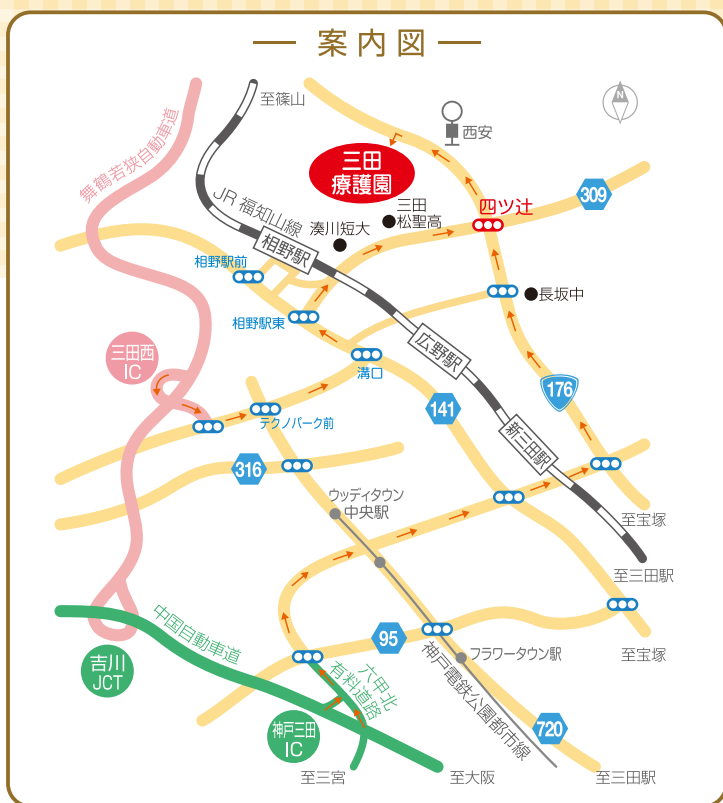 案内図
至篠山
N
西安
舞鶴若狭自動車道
三田
療護園
309
JR福知山線
三田
松聖高
四ツ辻
湊川短大
相野駅
相野駅前
長坂中
相野駅東
広野駅
三田西
IC
溝口
176
141
テクノパーク前
新三田駅
316
ウッディタウン
中央駅
至宝塚
至三田駅
中国自動車道
95
吉川
JCT
六甲北
有料道路
神戸電鉄公園都市線
フラワータウン駅
至宝塚
神戸三田
IC
720
至三宮
至大阪
至三田駅